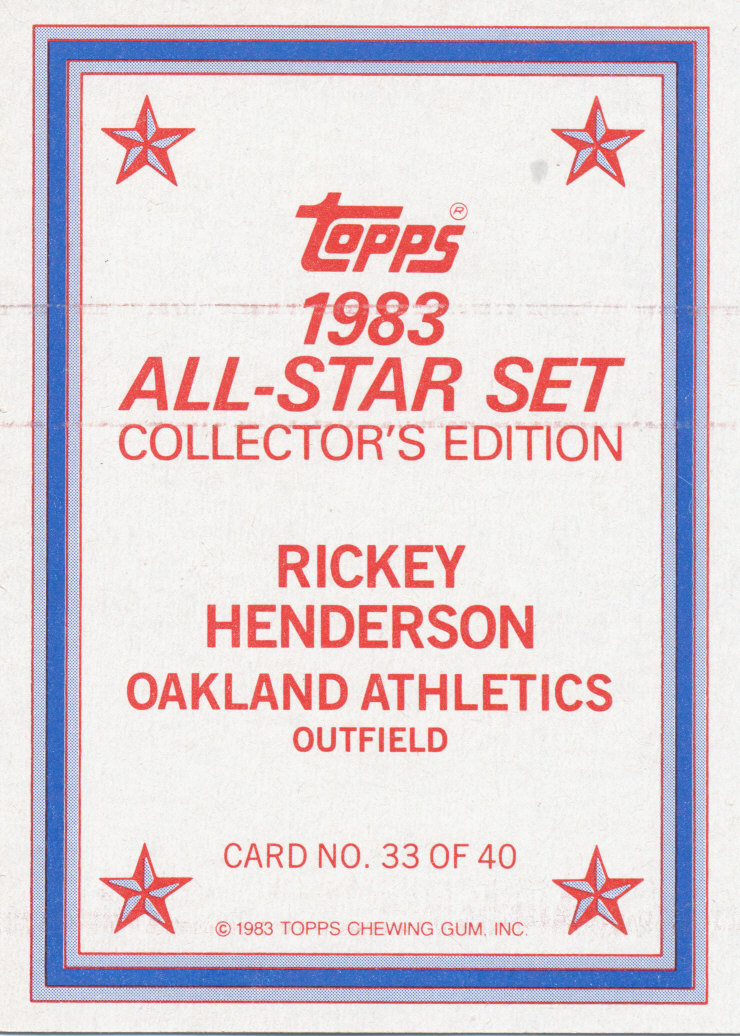 TOPPS ®
1983
ALL-STAR SET
COLLECTOR'S EDITION
RICKEY
HENDERSON
OAKLAND ATHLETICS
OUTFIELD
CARD NO. 33 OF 40
© 1983 TOPPS CHEWING GUM, INC.